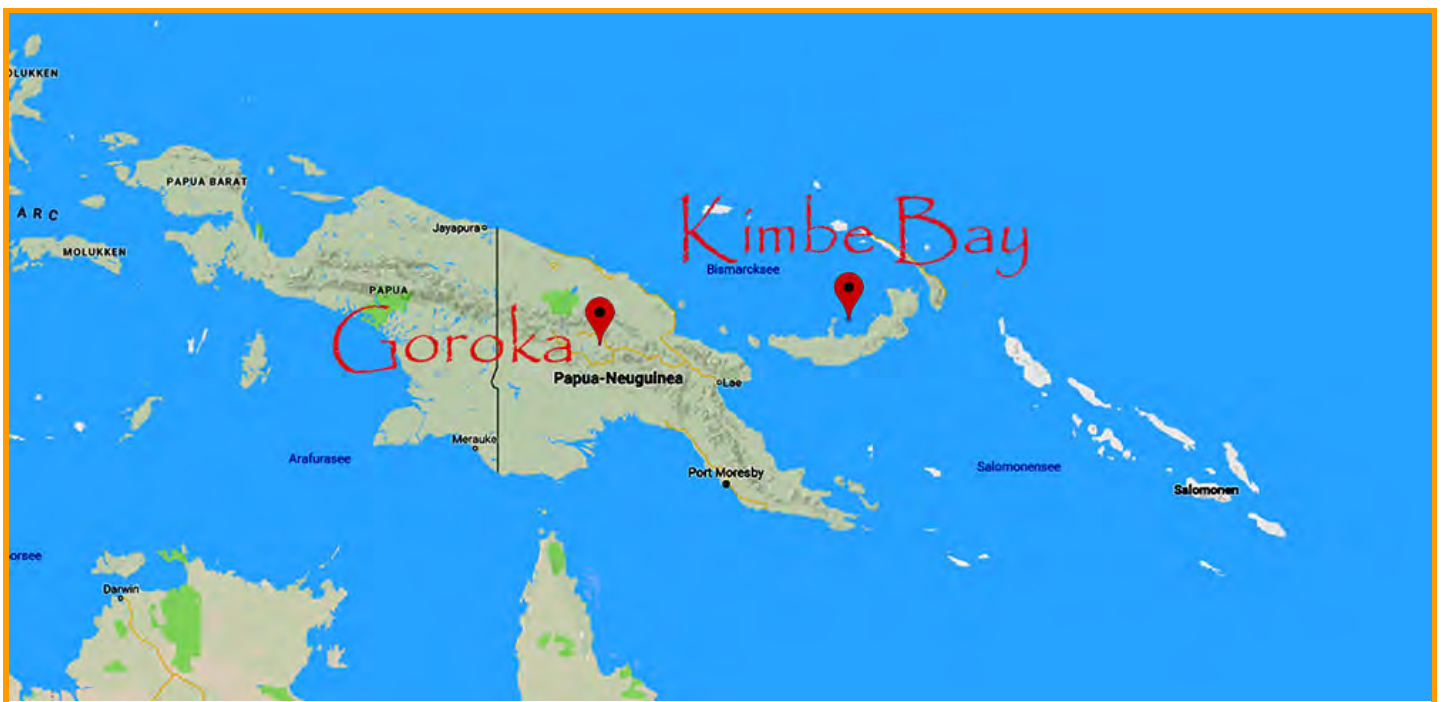 OLUKKEN
PAPUA BARAT
ARC
MOLUKKEN
Jayapura
Kimbe Bay
Bismarcksee
PAPUA
Goroka
Papua-Neuguinea
Lae
Merauke
Arafurasee
Port Moresby
Salomonensee
Salomonen
orsee
Darwin